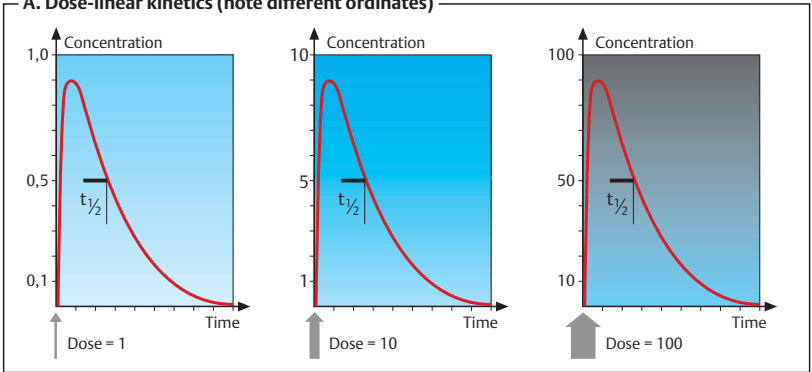 A. Dose-linear kinetics (note different ordinates)
Concentration
1,0
0,5
t½
0,1
Time
Dose = 1
Concentration
10
5
t½
1
Time
Dose = 10
Concentration
100
50
t½
10
Time
Dose = 100